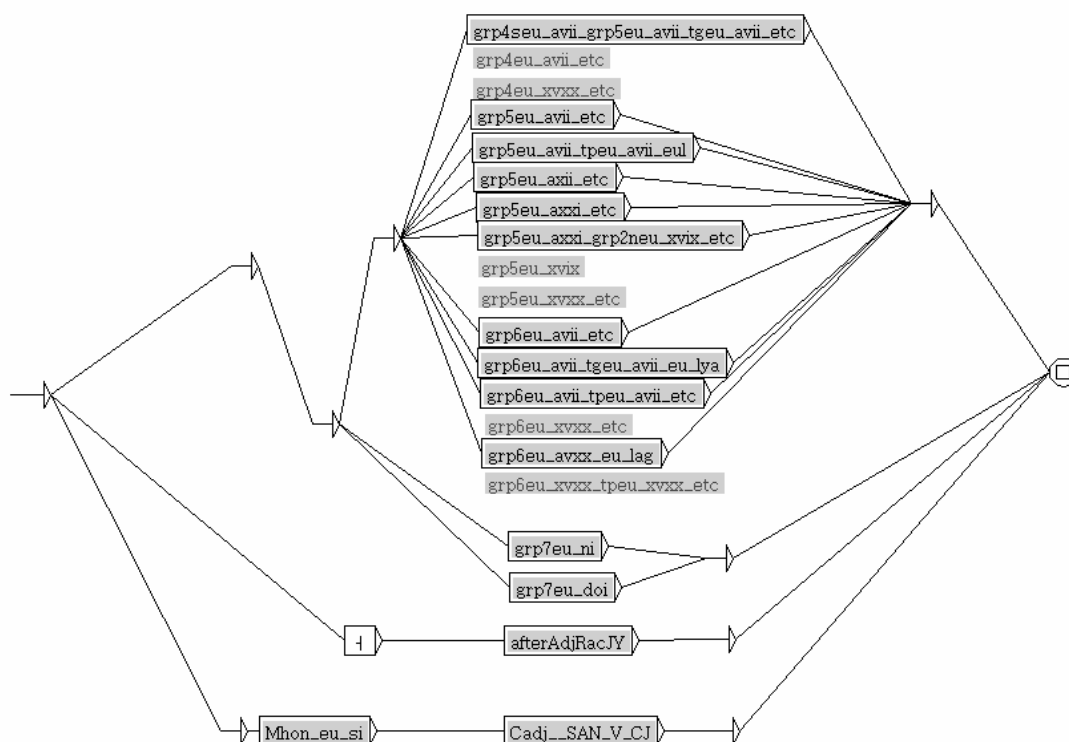 grp4seu_avii_grp5eu_avii_tgeu_avii_etc
grp4eu_avii_etc
grp4eu_xvxx_etc
grp5eu_avii_etc
grp5eu_avii_tpeu_avii_eul
grp5eu_axii_etc
grp5eu_axxi_etc
grp5eu_axxi_grp2neu_xvix_etc
grp5eu_xvix
grp5eu_xvxx_etc
grp6eu_avii_etc
grp6eu_avii_tgeu_avii_eu_lya
grp6eu_avii_tpeu_avii_etc
grp6eu_xvxx_etc
grp6eu_avxx_eu_lag
grp6eu_xvxx_tpeu_xvxx_etc
grp7eu_ni
grp7eu_doi
ㅓ afterAdjRacJY
Mhon_eu_si Cadj__SAN_V_CJ